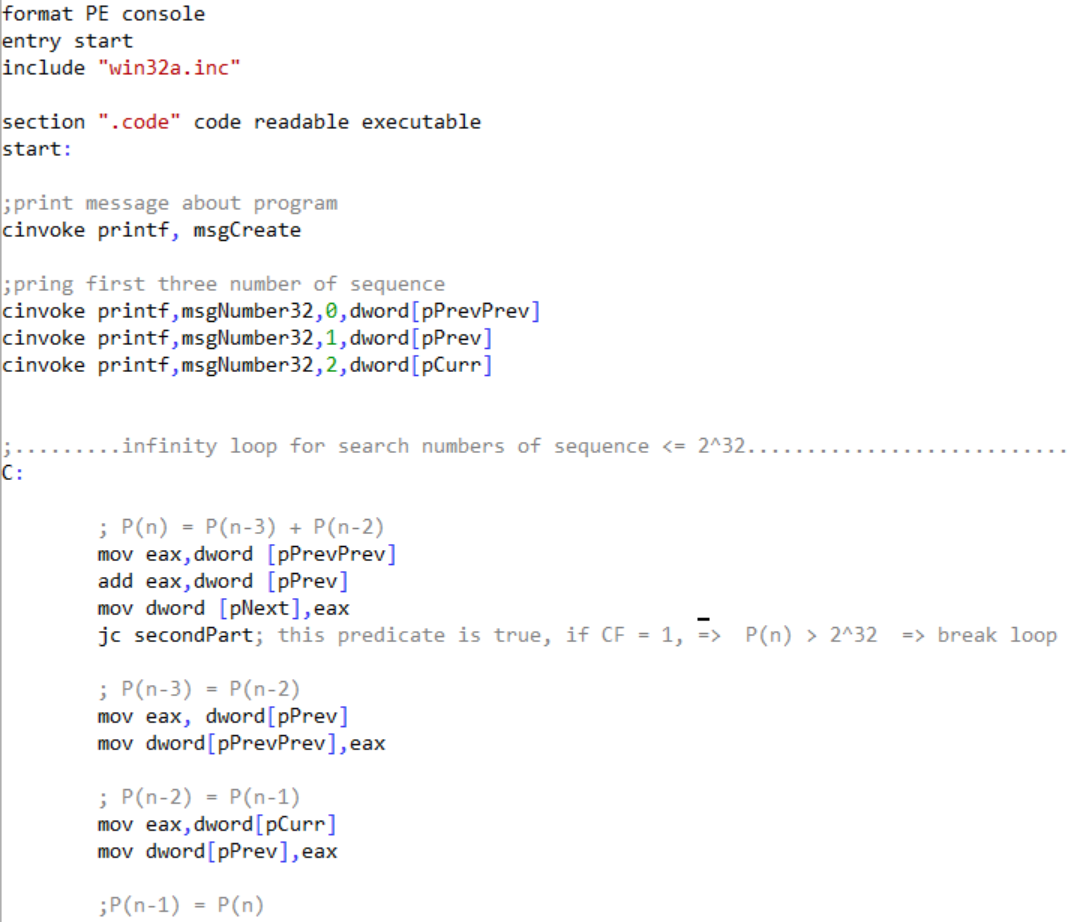 format PE console
entry start
include "win32a.inc"
section ".code" code readable executable
start:
;print message about program
cinvoke printf, msgCreate
;pring first three number of sequence
cinvoke printf,msgNumber32,0,dword[pPrevPrev]
cinvoke printf,msgNumber32,1,dword[pPrev]
cinvoke printf,msgNumber32,2,dword[pCurr]
;.........infinity loop for search numbers of sequence <= 2^32...........................
C:
; P(n) = P(n-3) + P(n-2)
mov eax,dword [pPrevPrev]
add eax,dword [pPrev]
mov dword [pNext],eax
jc secondPart; this predicate is true, if CF = 1, => P(n) > 2^32 => break loop
; P(n-3) = P(n-2)
mov eax, dword[pPrev]
mov dword[pPrevPrev],eax
; P(n-2) = P(n-1)
mov eax,dword[pCurr]
mov dword[pPrev],eax
;P(n-1) = P(n)